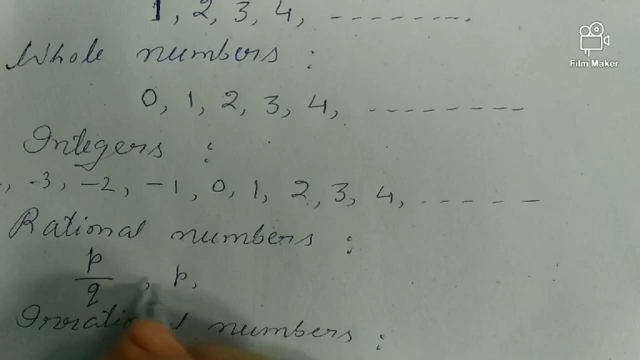 1, 2, 3, 4, --------.
Film Maker
Whole numbers :
0, 1, 2, 3, 4, --------
Integers :
, -3, -2, -1, 0, 1, 2, 3, 4, -----
Rational numbers :
p/q , p,
numbers :